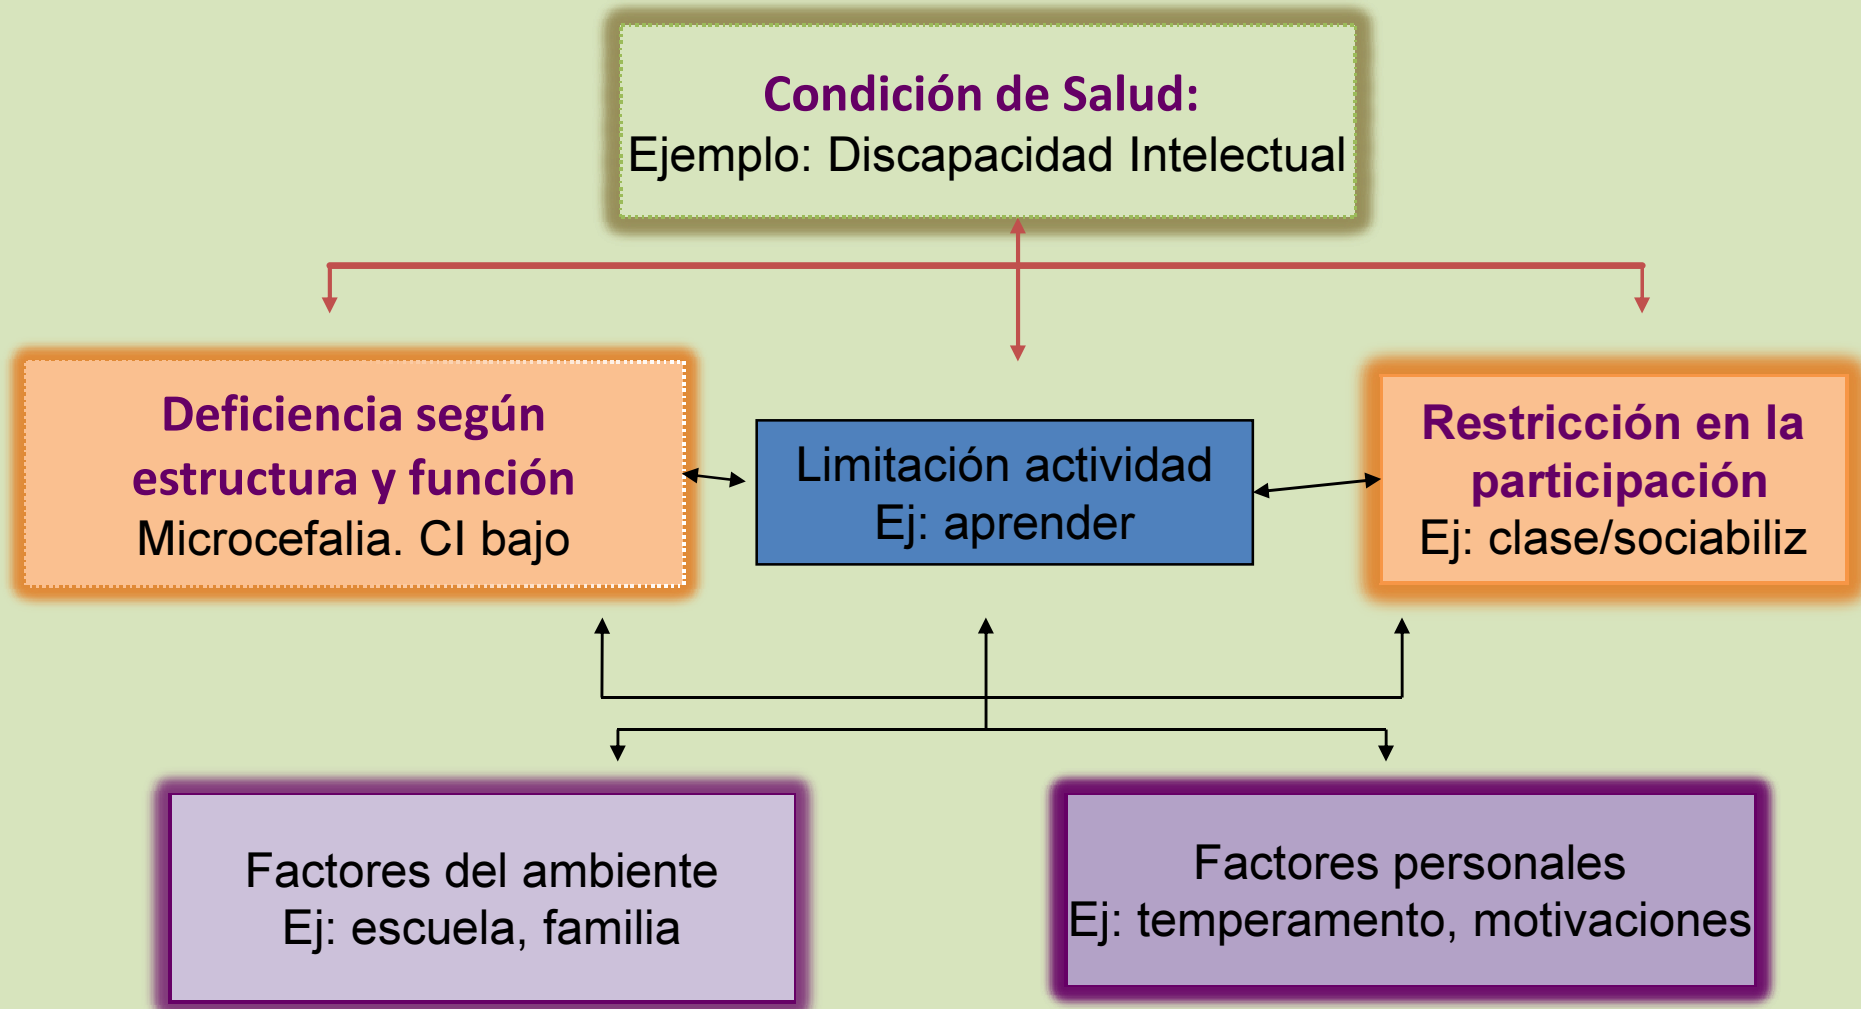 Condición de Salud:
Ejemplo: Discapacidad Intelectual
Deficiencia según
estructura y función
Microcefalia. CI bajo
Limitación actividad
Ej: aprender
Restricción en la
participación
Ej: clase/sociabiliz
Factores del ambiente
Ej: escuela, familia
Factores personales
Ej: temperamento, motivaciones